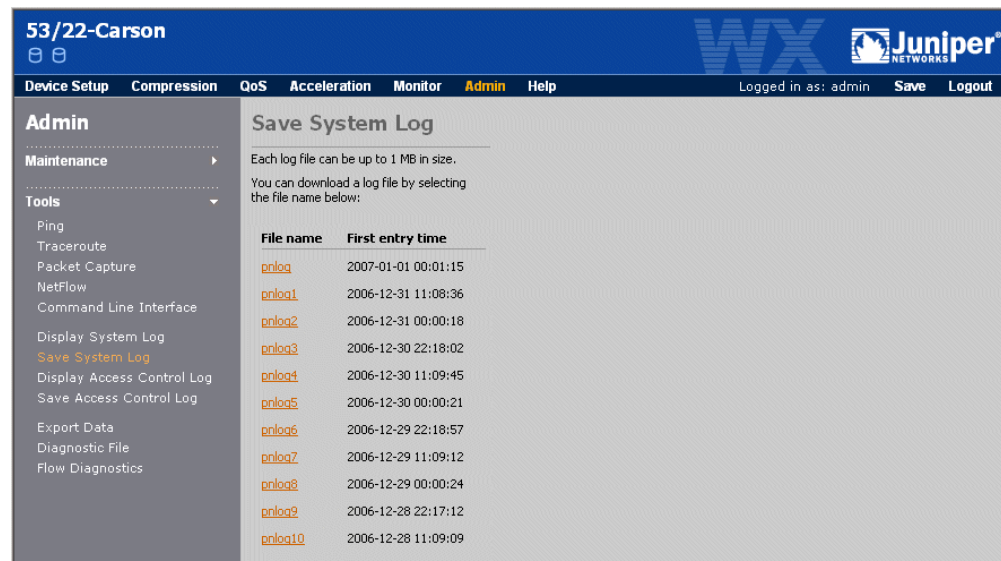 53/22-Carson
WX
Juniper®
NETWORKS
Device Setup Compression QoS Acceleration Monitor Admin Help Logged in as: admin Save Logout
Admin
Maintenance
Tools
Ping
Traceroute
Packet Capture
NetFlow
Command Line Interface
Display System Log
Save System Log
Display Access Control Log
Save Access Control Log
Export Data
Diagnostic File
Flow Diagnostics
Save System Log
Each log file can be up to 1 MB in size.
You can download a log file by selecting
the file name below:
File name First entry time
pnlog 2007-01-01 00:01:15
pnlog1 2006-12-31 11:08:36
pnlog2 2006-12-31 00:00:18
pnlog3 2006-12-30 22:18:02
pnlog4 2006-12-30 11:09:45
pnlog5 2006-12-30 00:00:21
pnlog6 2006-12-29 22:18:57
pnlog7 2006-12-29 11:09:12
pnlog8 2006-12-29 00:00:24
pnlog9 2006-12-28 22:17:12
pnlog10 2006-12-28 11:09:09